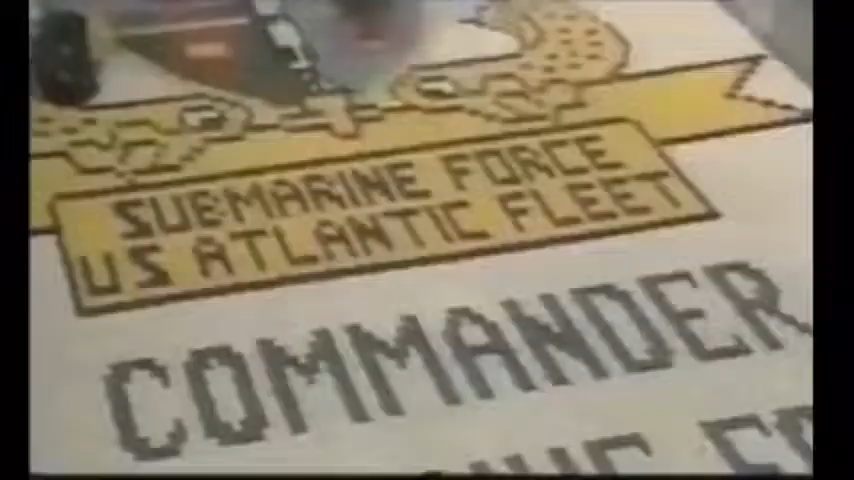 SUBMARINE FORCE
US ATLANTIC FLEET
COMMANDER